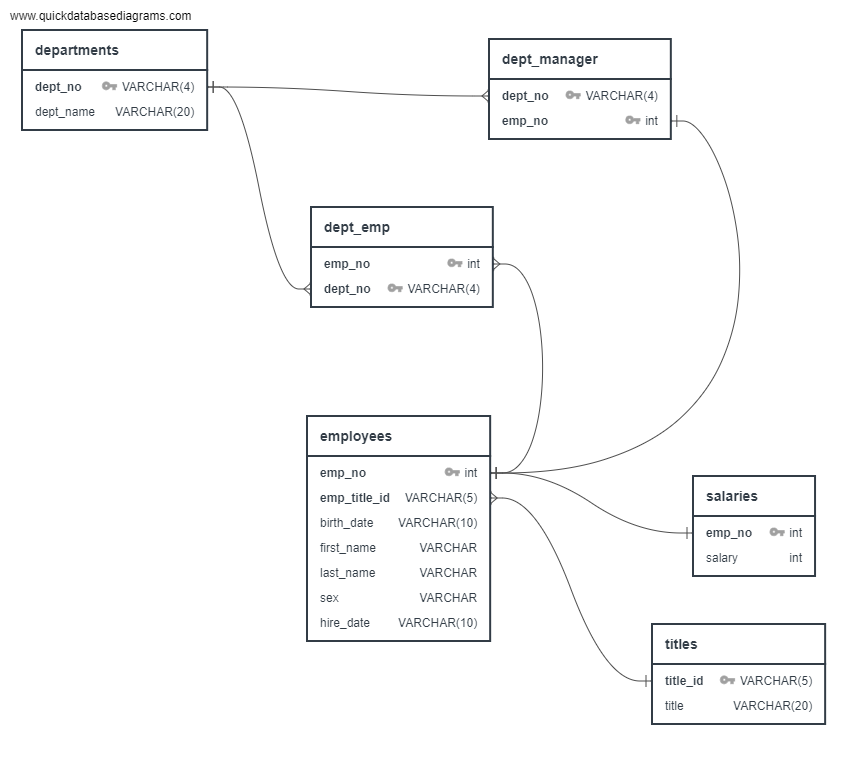 www.quickdatabasediagrams.com
departments
dept_no VARCHAR(4)
dept_name VARCHAR(20)
dept_manager
dept_no VARCHAR(4)
emp_no int
dept_emp
emp_no int
dept_no VARCHAR(4)
employees
emp_no int
emp_title_id VARCHAR(5)
birth_date VARCHAR(10)
first_name VARCHAR
last_name VARCHAR
sex VARCHAR
hire_date VARCHAR(10)
salaries
emp_no int
salary int
titles
title_id VARCHAR(5)
title VARCHAR(20)